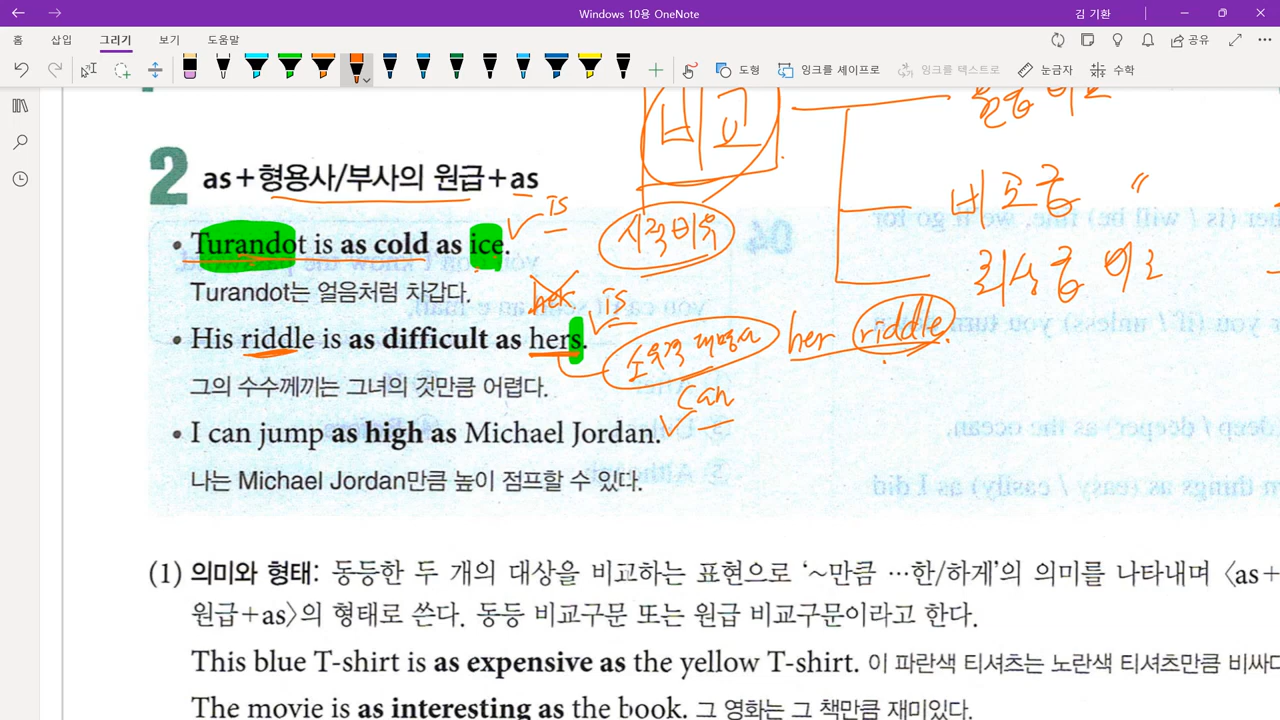 Windows 10용 OneNote
김 기환
홈 삽입 그리기 보기 도움말
공유
도형 잉크를 셰이프로 잉크를 텍스트로 눈금자 수학
비교
원급 비교
비교급 〃
최상급 비교
2 as+형용사/부사의 원급+as
is
• Turandot is as cold as ice.
시적비유
Turandot는 얼음처럼 차갑다.
her is
• His riddle is as difficult as hers.
소유격 대명사 her riddle.
그의 수수께끼는 그녀의 것만큼 어렵다.
can
• I can jump as high as Michael Jordan.
나는 Michael Jordan만큼 높이 점프할 수 있다.
(1) 의미와 형태: 동등한 두 개의 대상을 비교하는 표현으로 '~만큼 …한/하게'의 의미를 나타내며 〈as+
원급+as〉의 형태로 쓴다. 동등 비교구문 또는 원급 비교구문이라고 한다.
This blue T-shirt is as expensive as the yellow T-shirt. 이 파란색 티셔츠는 노란색 티셔츠만큼 비싸다
The movie is as interesting as the book. 그 영화는 그 책만큼 재미있다.